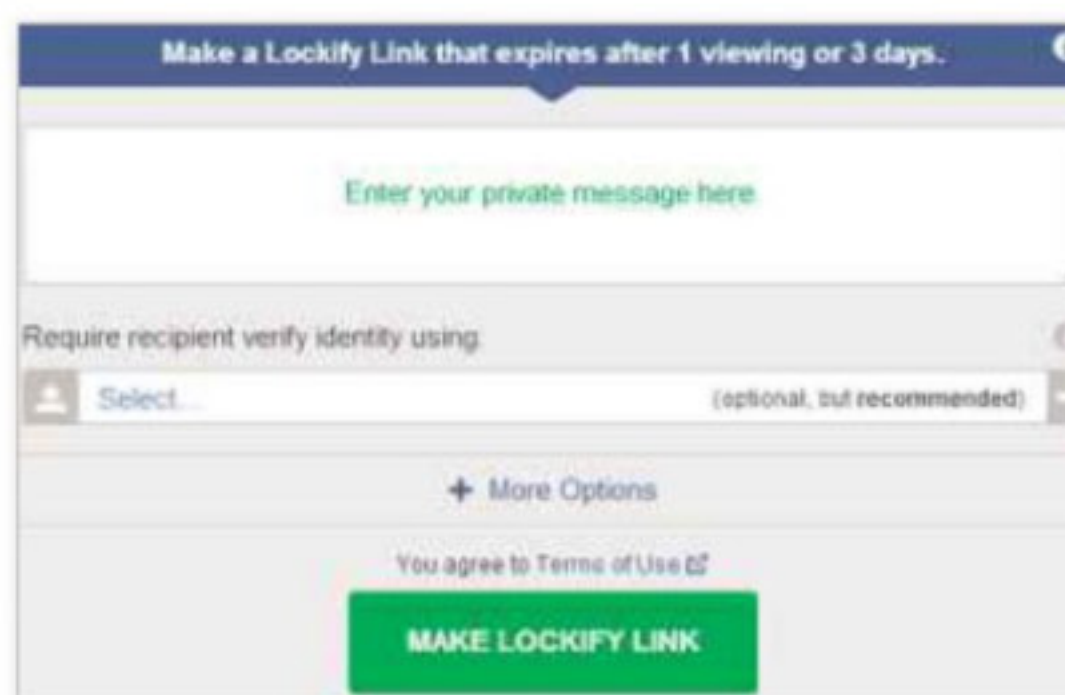 Make a Lockify Link that expires after 1 viewing or 3 days.
Enter your private message here
Require recipient verify identity using
Select... (optional, but recommended)
+ More Options
You agree to Terms of Use
MAKE LOCKIFY LINK